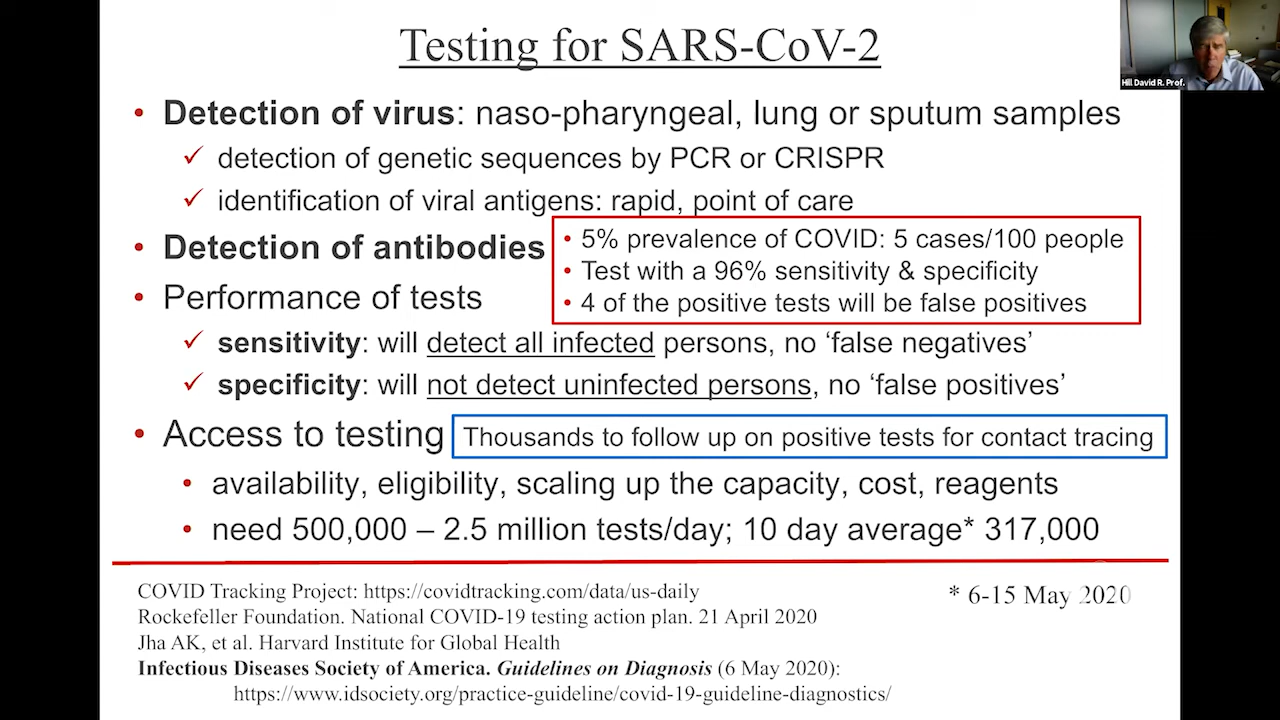 Testing for SARS-CoV-2
Hill David R. Prof.
• Detection of virus: naso-pharyngeal, lung or sputum samples
✓ detection of genetic sequences by PCR or CRISPR
✓ identification of viral antigens: rapid, point of care
• Detection of antibodies
• 5% prevalence of COVID: 5 cases/100 people
• Test with a 96% sensitivity & specificity
• 4 of the positive tests will be false positives
• Performance of tests
✓ sensitivity: will detect all infected persons, no ‘false negatives’
✓ specificity: will not detect uninfected persons, no ‘false positives’
• Access to testing
Thousands to follow up on positive tests for contact tracing
• availability, eligibility, scaling up the capacity, cost, reagents
• need 500,000 – 2.5 million tests/day; 10 day average* 317,000
COVID Tracking Project: https://covidtracking.com/data/us-daily
* 6-15 May 2020
Rockefeller Foundation. National COVID-19 testing action plan. 21 April 2020
Jha AK, et al. Harvard Institute for Global Health
Infectious Diseases Society of America. Guidelines on Diagnosis (6 May 2020):
https://www.idsociety.org/practice-guideline/covid-19-guideline-diagnostics/